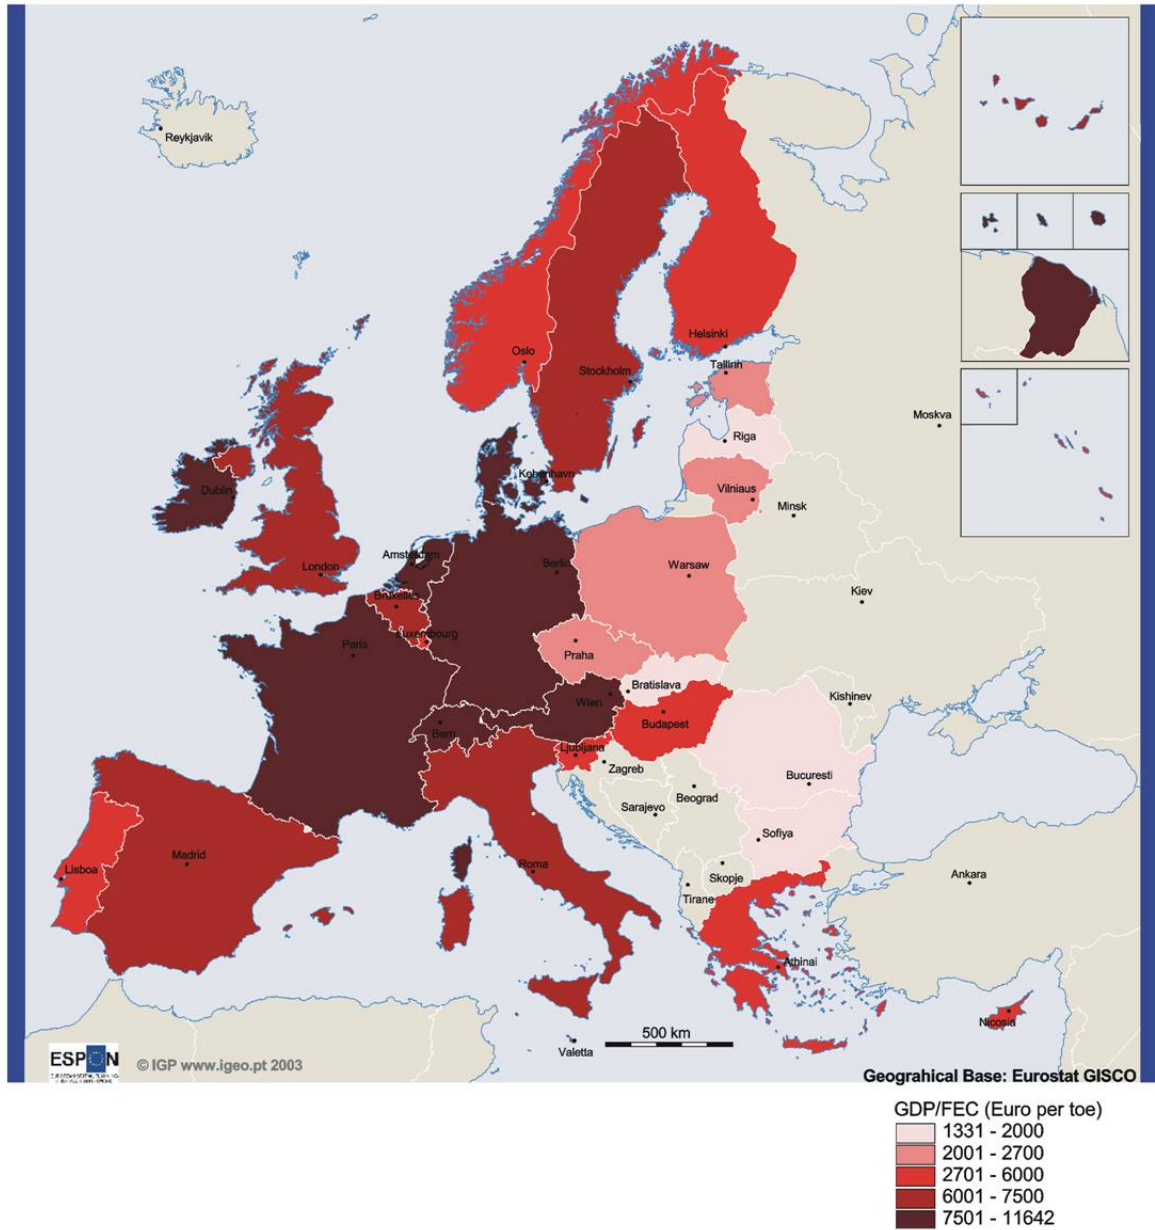 Reykjavik
Helsinki
Oslo
Tallinn
Stockholm
Moskva
Riga
København
Vilniaus
Dublin
Minsk
Amsterdam
London
Berlin
Warsaw
Kiev
Bruxelles
Luxembourg
Paris
Praha
Bratislava
Kishinev
Wien
Budapest
Bern
Ljubljana
Zagreb
Bucuresti
Beograd
Sarajevo
Sofiya
Madrid
Roma
Skopje
Lisboa
Ankara
Tirane
Athinai
Nicosia
500 km
Valetta
ESPON
© IGP www.igeo.pt 2003
Geograhical Base: Eurostat GISCO
GDP/FEC (Euro per toe)
1331 - 2000
2001 - 2700
2701 - 6000
6001 - 7500
7501 - 11642